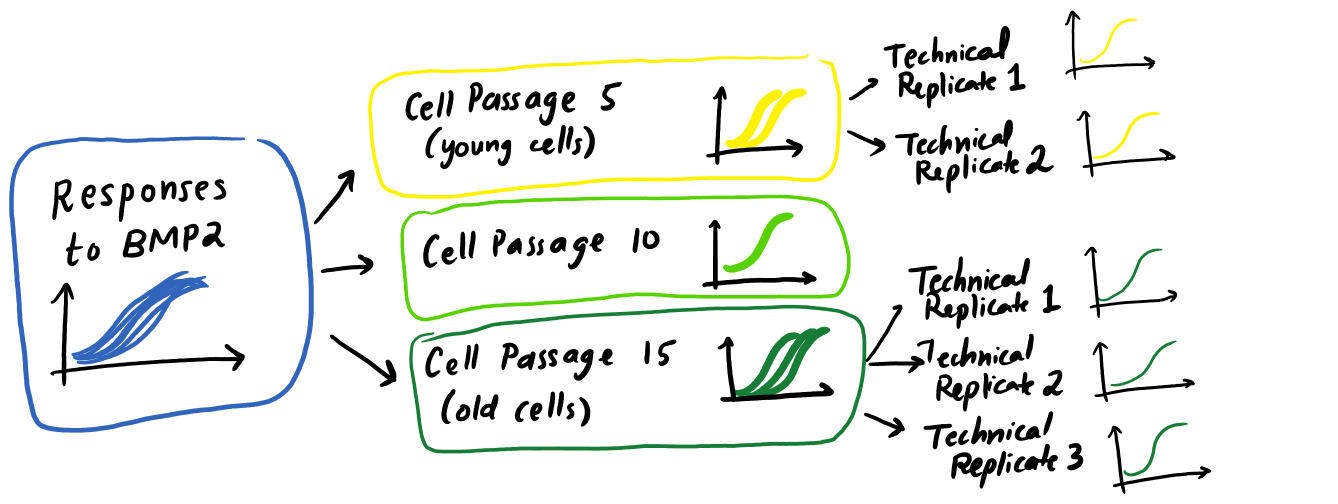 Responses
to BMP2
Cell Passage 5
(young cells)
Cell Passage 10
Cell Passage 15
(old cells)
Technical
Replicate 1
Technical
Replicate 2
Technical
Replicate 1
Technical
Replicate 2
Technical
Replicate 3